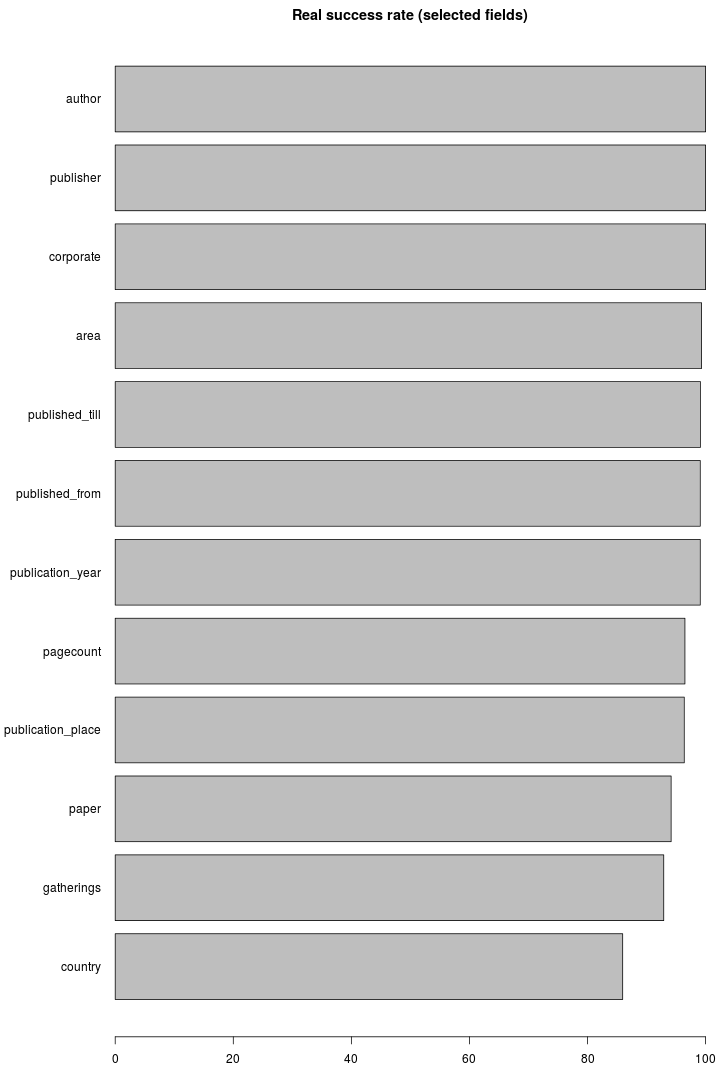 Real success rate (selected fields)
author
publisher
corporate
area
published_till
published_from
publication_year
pagecount
publication_place
paper
gatherings
country
0 20 40 60 80 100